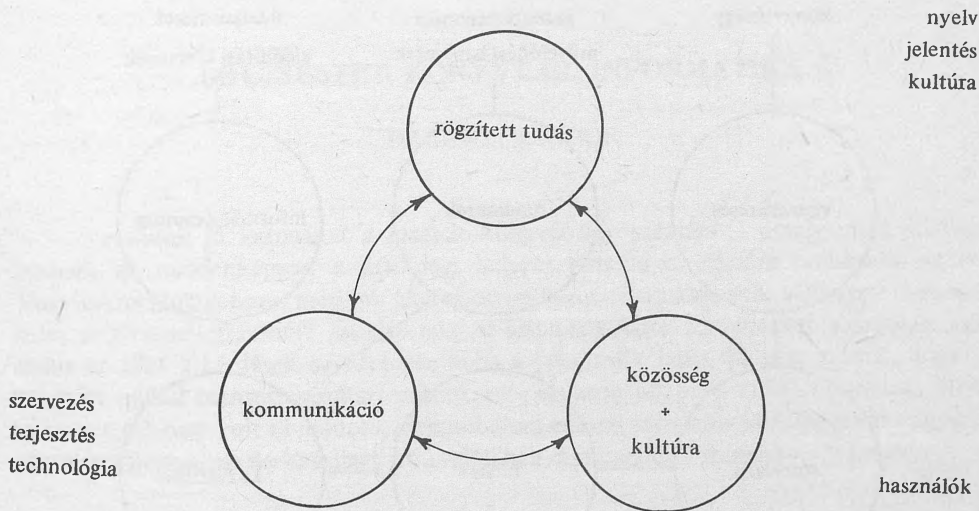 nyelv
jelentés
kultúra
rögzített tudás
kommunikáció
közösség
+
kultúra
szervezés
terjesztés
technológia
használók